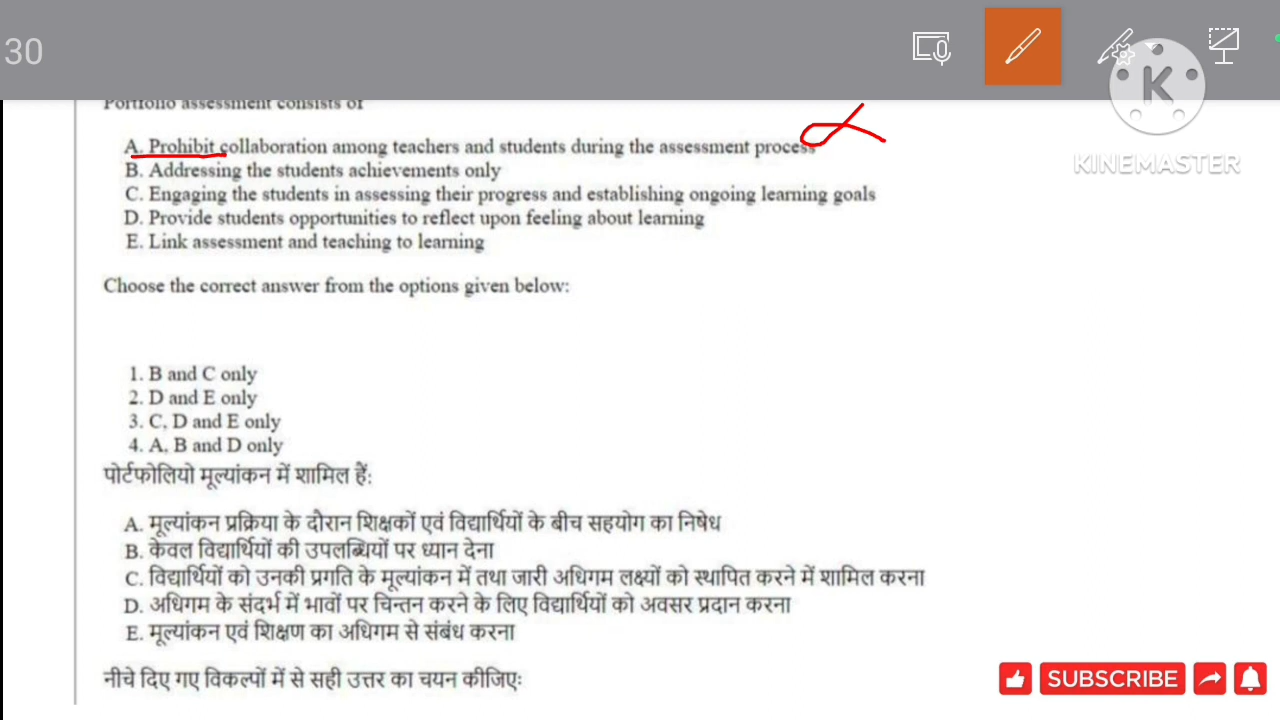 30
Portfolio assessment consists of
A. Prohibit collaboration among teachers and students during the assessment process
B. Addressing the students achievements only
C. Engaging the students in assessing their progress and establishing ongoing learning goals
D. Provide students opportunities to reflect upon feeling about learning
E. Link assessment and teaching to learning
Choose the correct answer from the options given below:
1. B and C only
2. D and E only
3. C, D and E only
4. A, B and D only
पोर्टफोलियो मूल्यांकन में शामिल हैं:
A. मूल्यांकन प्रक्रिया के दौरान शिक्षकों एवं विद्यार्थियों के बीच सहयोग का निषेध
B. केवल विद्यार्थियों की उपलब्धियों पर ध्यान देना
C. विद्यार्थियों को उनकी प्रगति के मूल्यांकन में तथा जारी अधिगम लक्ष्यों को स्थापित करने में शामिल करना
D. अधिगम के संदर्भ में भावों पर चिन्तन करने के लिए विद्यार्थियों को अवसर प्रदान करना
E. मूल्यांकन एवं शिक्षण का अधिगम से संबंध करना
नीचे दिए गए विकल्पों में से सही उत्तर का चयन कीजिए:
K
KINEMASTER
SUBSCRIBE